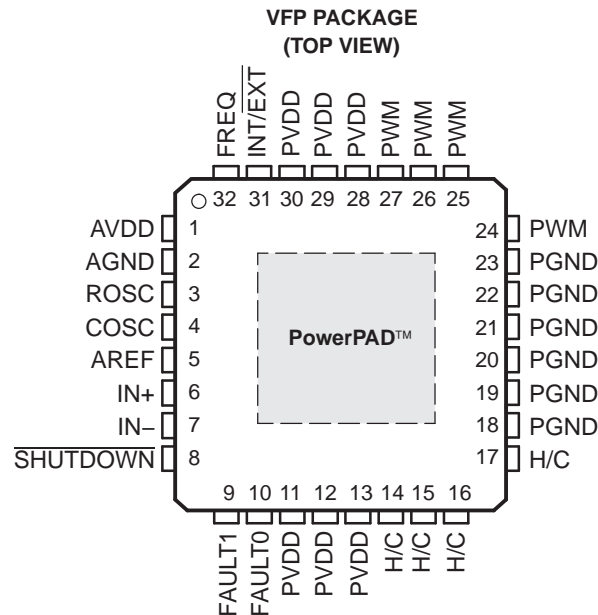 VFP PACKAGE
(TOP VIEW)
FREQ
INT/EXT
PVDD
PVDD
PVDD
PWM
PWM
PWM
32 31 30 29 28 27 26 25
AVDD 1
AGND 2
ROSC 3
COSC 4
AREF 5
IN+ 6
IN− 7
SHUTDOWN 8
PowerPAD™
24 PWM
23 PGND
22 PGND
21 PGND
20 PGND
19 PGND
18 PGND
17 H/C
9 10 11 12 13 14 15 16
FAULT1
FAULT0
PVDD
PVDD
PVDD
H/C
H/C
H/C